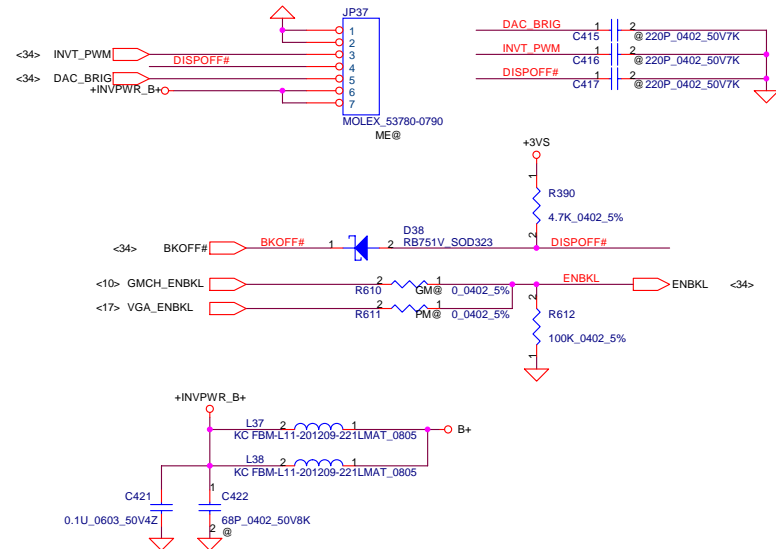 JP37
1
2
3
4
5
6
7
<34> INVT_PWM
DISPOFF#
<34> DAC_BRIG
+INVPWR_B+
MOLEX_53780-0790
ME@
DAC_BRIG 1 2
C415 @ 220P_0402_50V7K
INVT_PWM 1 2
C416 @ 220P_0402_50V7K
DISPOFF# 1 2
C417 @ 220P_0402_50V7K
+3VS
1
R390
4.7K_0402_5%
2
D38
RB751V_SOD323
<34> BKOFF# BKOFF# 1 2 DISPOFF#
<10> GMCH_ENBKL 2 1 ENBKL ENBKL <34>
R610 GM@ 0_0402_5%
<17> VGA_ENBKL 2 1
R611 PM@ 0_0402_5%
2
R612
100K_0402_5%
1
+INVPWR_B+
L37 2 1 B+
KC FBM-L11-201209-221LMAT_0805
L38 2 1
KC FBM-L11-201209-221LMAT_0805
C421
0.1U_0603_50V4Z
1
C422
68P_0402_50V8K
2 @